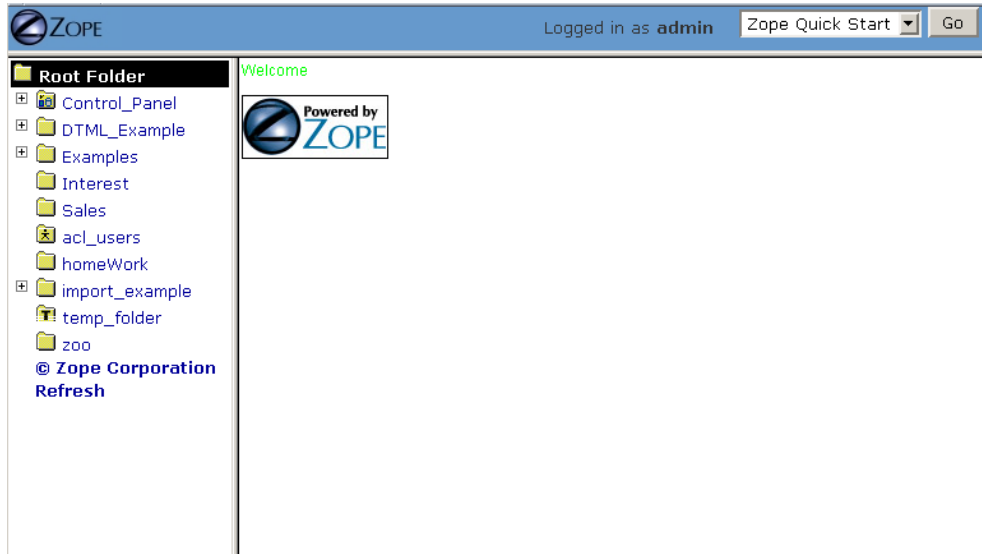 ZOPE
Logged in as admin
Zope Quick Start
Go
Root Folder
Control_Panel
DTML_Example
Examples
Interest
Sales
acl_users
homeWork
import_example
temp_folder
zoo
© Zope Corporation
Refresh
Welcome
Powered by
ZOPE